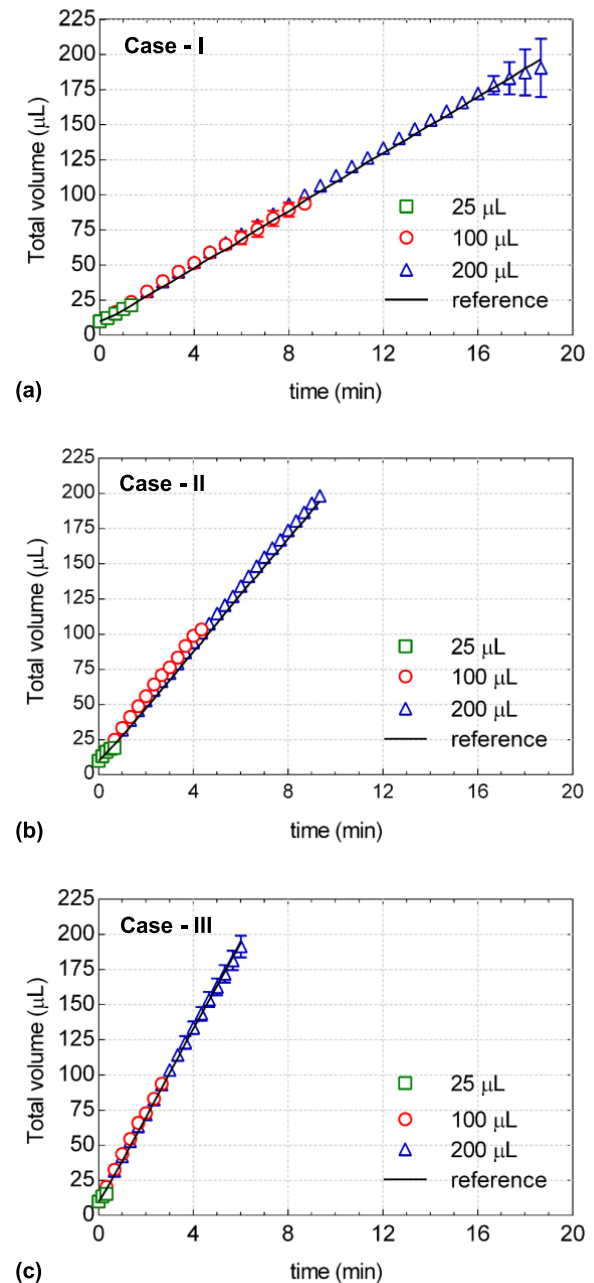 Case - I
225
200
175
150
125
100
75
50
25
0
Total volume (μL)
25 μL
100 μL
200 μL
reference
0 4 8 12 16 20
time (min)
(a)
Case - II
225
200
175
150
125
100
75
50
25
0
Total volume (μL)
25 μL
100 μL
200 μL
reference
0 4 8 12 16 20
time (min)
(b)
Case - III
225
200
175
150
125
100
75
50
25
0
Total volume (μL)
25 μL
100 μL
200 μL
reference
0 4 8 12 16 20
time (min)
(c)